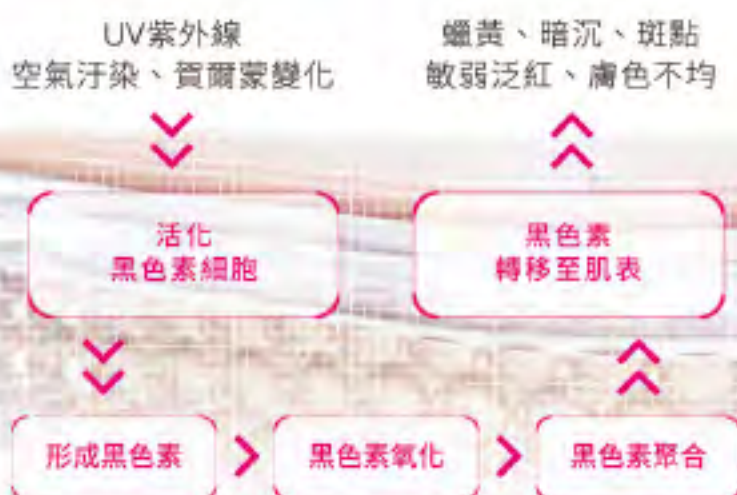 UV紫外線
空氣汙染、賀爾蒙變化
活化
黑色素細胞
形成黑色素
黑色素氧化
黑色素聚合
黑色素
轉移至肌表
蠟黃、暗沉、斑點
敏弱泛紅、膚色不均